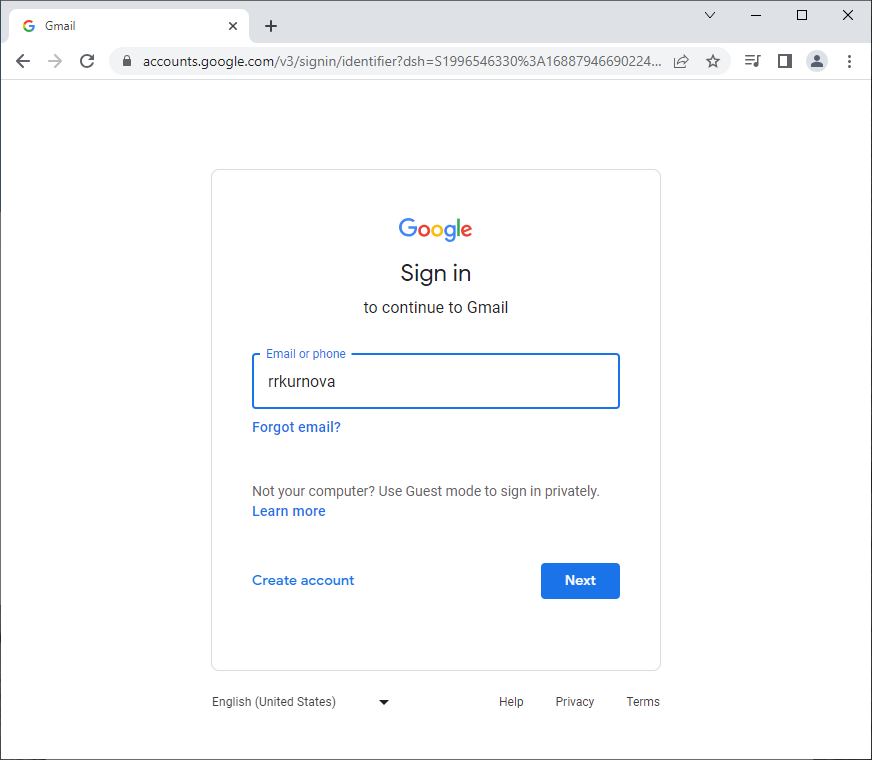 Gmail
accounts.google.com/v3/signin/identifier?dsh=S1996546330%3A16887946690224...
Google
Sign in
to continue to Gmail
Email or phone
rrkurnova
Forgot email?
Not your computer? Use Guest mode to sign in privately.
Learn more
Create account
Next
English (United States)
Help
Privacy
Terms